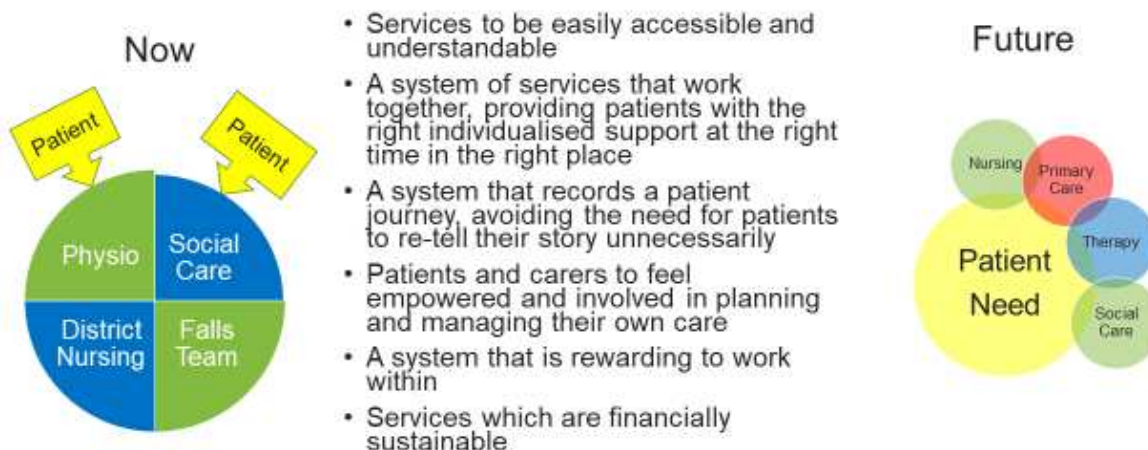 Now
Patient
Patient
Physio
Social
Care
District
Nursing
Falls
Team
• Services to be easily accessible and
understandable
• A system of services that work
together, providing patients with the
right individualised support at the right
time in the right place
• A system that records a patient
journey, avoiding the need for patients
to re-tell their story unnecessarily
• Patients and carers to feel
empowered and involved in planning
and managing their own care
• A system that is rewarding to work
within
• Services which are financially
sustainable
Future
Nursing
Primary
Care
Therapy
Patient
Need
Social
Care